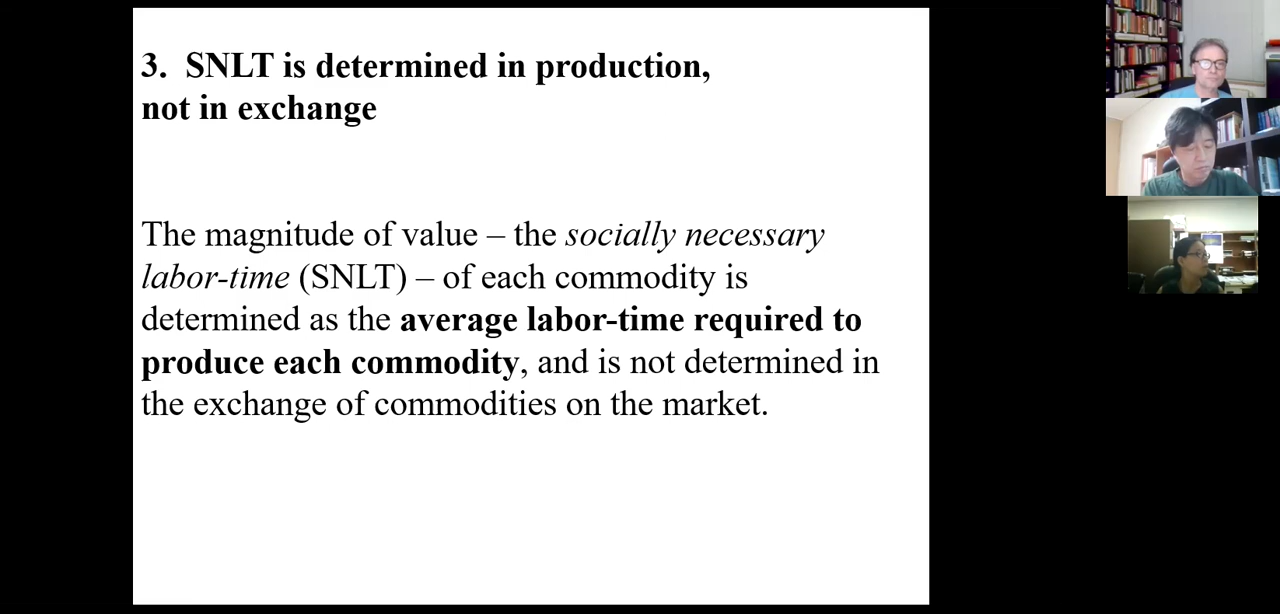 3. SNLT is determined in production,
not in exchange
The magnitude of value – the socially necessary
labor-time (SNLT) – of each commodity is
determined as the average labor-time required to
produce each commodity, and is not determined in
the exchange of commodities on the market.